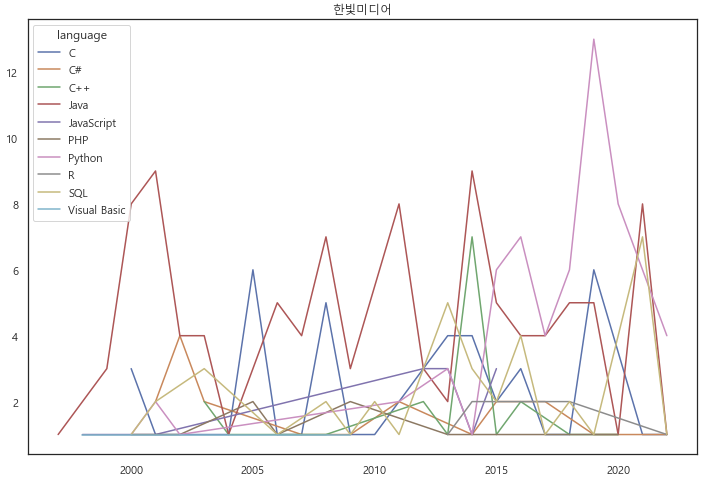 한빛미디어
language
C
C#
C++
Java
JavaScript
PHP
Python
R
SQL
Visual Basic
12
10
8
6
4
2
2000 2005 2010 2015 2020